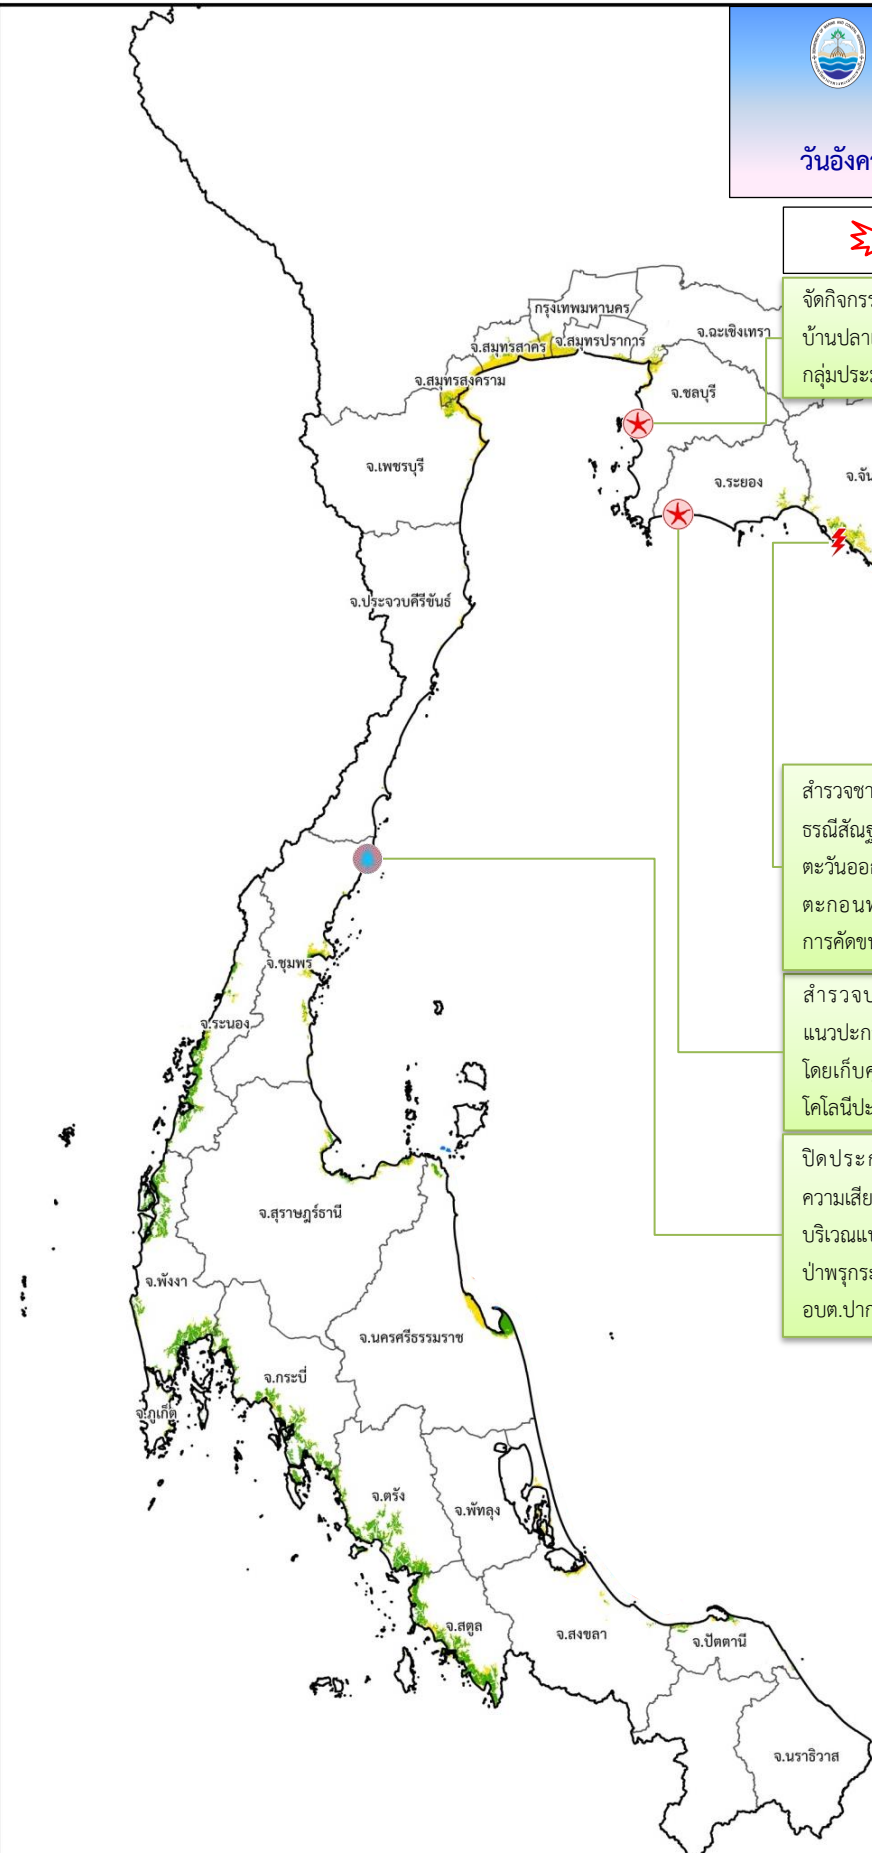 วันอังคาร
กรุงเทพมหานคร
จ.สมุทรปราการ
จ.ฉะเชิงเทรา
จ.สมุทรสาคร
จ.สมุทรสงคราม
จ.ชลบุรี
จ.เพชรบุรี
จ.ระยอง
จ.จัน
จ.ประจวบคีรีขันธ์
จ.ชุมพร
จ.ระนอง
จ.สุราษฎร์ธานี
จ.พังงา
จ.นครศรีธรรมราช
จ.กระบี่
จ.ภูเก็ต
จ.ตรัง
จ.พัทลุง
จ.สตูล
จ.สงขลา
จ.ปัตตานี
จ.นราธิวาส
จัดกิจกรร
บ้านปลา
กลุ่มประม
สำรวจชา
ธรณีสัณฐ
ตะวันออก
ตะกอนท
การคัดขน
สำรวจป
แนวปะกา
โดยเก็บค
โคโลนีปะ
ปิดประก
ความเสีย
บริเวณแป
ป่าพรุกระ
อบต.ปาก